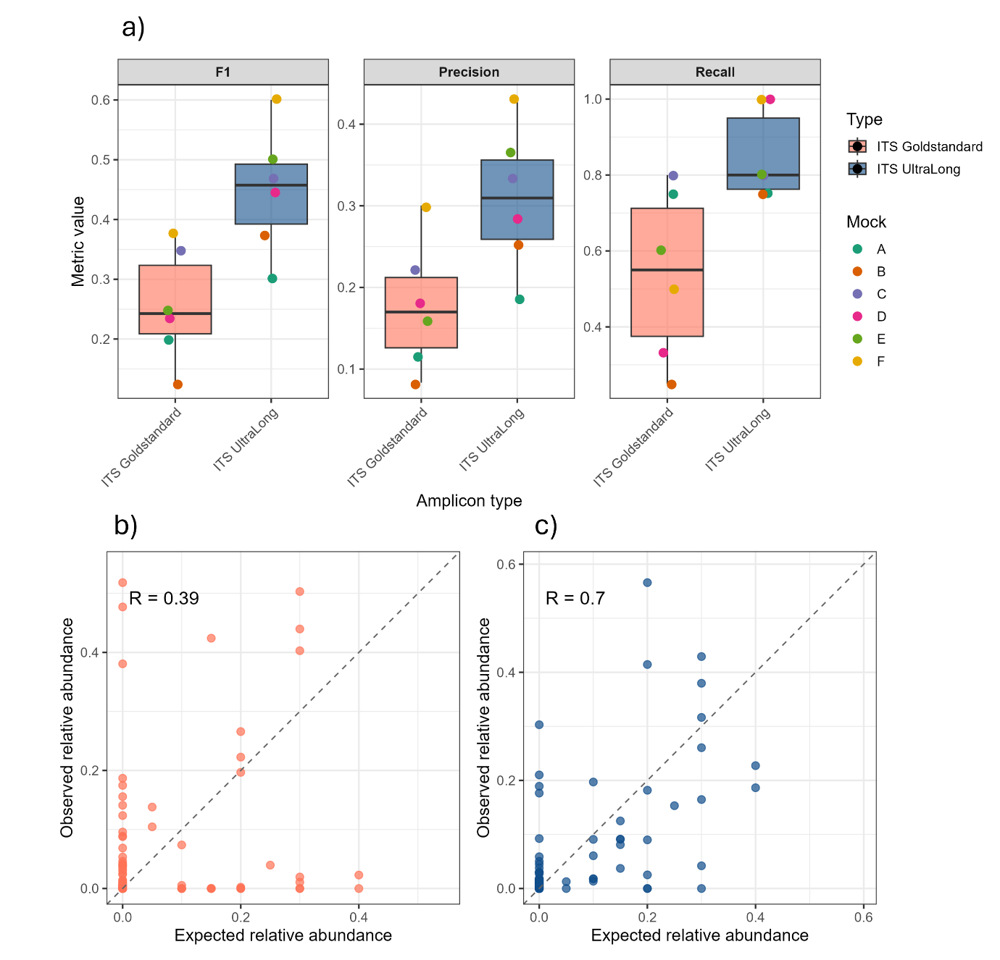 a)
F1
Precision
Recall
Metric value
0.6
0.5
0.4
0.3
0.2
0.4
0.3
0.2
0.1
1.0
0.8
0.6
0.4
ITS Goldstandard
ITS UltraLong
ITS Goldstandard
ITS UltraLong
ITS Goldstandard
ITS UltraLong
Amplicon type
Type
ITS Goldstandard
ITS UltraLong
Mock
A
B
C
D
E
F
b)
R = 0.39
Observed relative abundance
0.4
0.2
0.0
0.0
0.2
0.4
Expected relative abundance
c)
R = 0.7
Observed relative abundance
0.6
0.4
0.2
0.0
0.0
0.2
0.4
0.6
Expected relative abundance